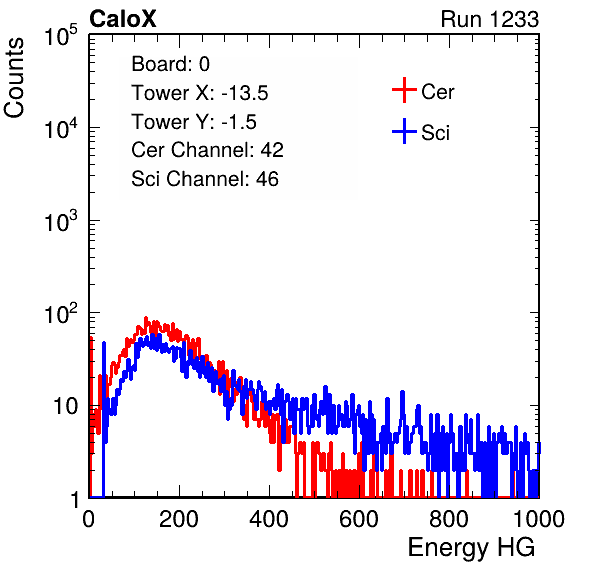 CaloX Run 1233
Counts
10^5
10^4
10^3
10^2
10
1
Board: 0
Tower X: -13.5
Tower Y: -1.5
Cer Channel: 42
Sci Channel: 46
Cer
Sci
0 200 400 600 800 1000
Energy HG